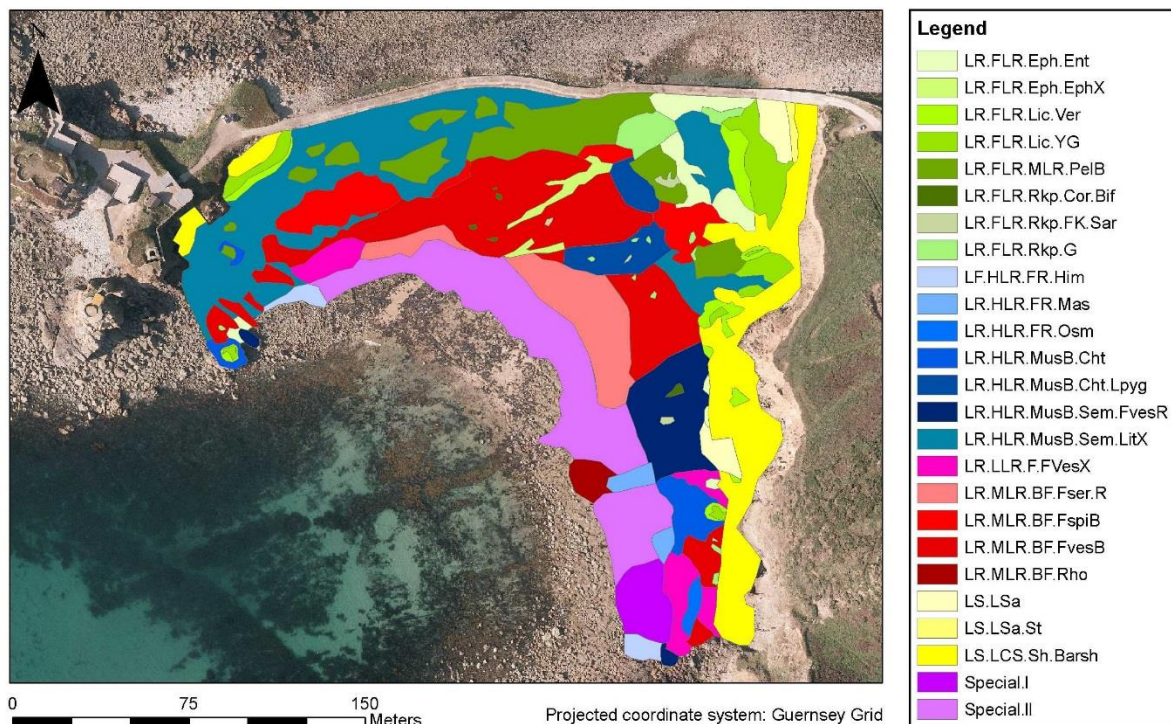 N
Legend
LR.FLR.Eph.Ent
LR.FLR.Eph.EphX
LR.FLR.Lic.Ver
LR.FLR.Lic.YG
LR.FLR.MLR.PelB
LR.FLR.Rkp.Cor.Bif
LR.FLR.Rkp.FK.Sar
LR.FLR.Rkp.G
LF.HLR.FR.Him
LR.HLR.FR.Mas
LR.HLR.FR.Osm
LR.HLR.MusB.Cht
LR.HLR.MusB.Cht.Lpyg
LR.HLR.MusB.Sem.FvesR
LR.HLR.MusB.Sem.LitX
LR.LLR.F.FVesX
LR.MLR.BF.Fser.R
LR.MLR.BF.FspiB
LR.MLR.BF.FvesB
LR.MLR.BF.Rho
LS.LSa
LS.LSa.St
LS.LCS.Sh.Barsh
Special.I
Special.II
0 75 150
Meters
Projected coordinate system: Guernsey Grid